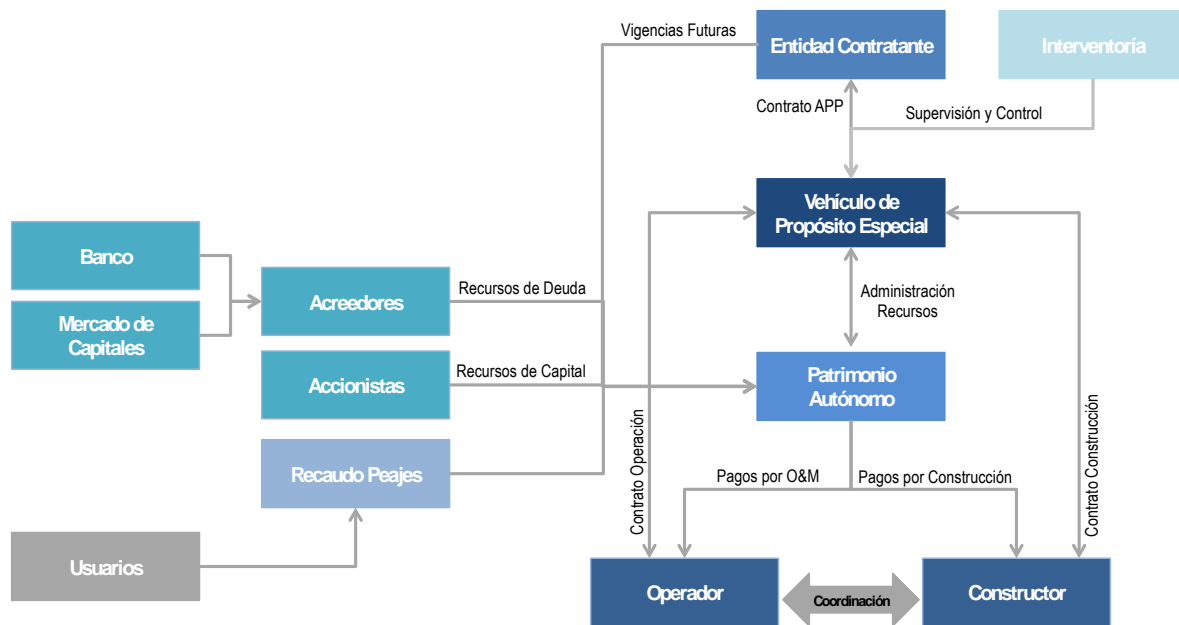 Vigencias Futuras
Entidad Contratante
Interventoría
Contrato APP
Supervisión y Control
Vehículo de
Propósito Especial
Banco
Mercado de
Capitales
Acreedores
Recursos de Deuda
Administración
Recursos
Accionistas
Recursos de Capital
Patrimonio
Autónomo
Recaudo Peajes
Contrato Operación
Contrato Construcción
Pagos por O&M
Pagos por Construcción
Usuarios
Operador
Coordinación
Constructor